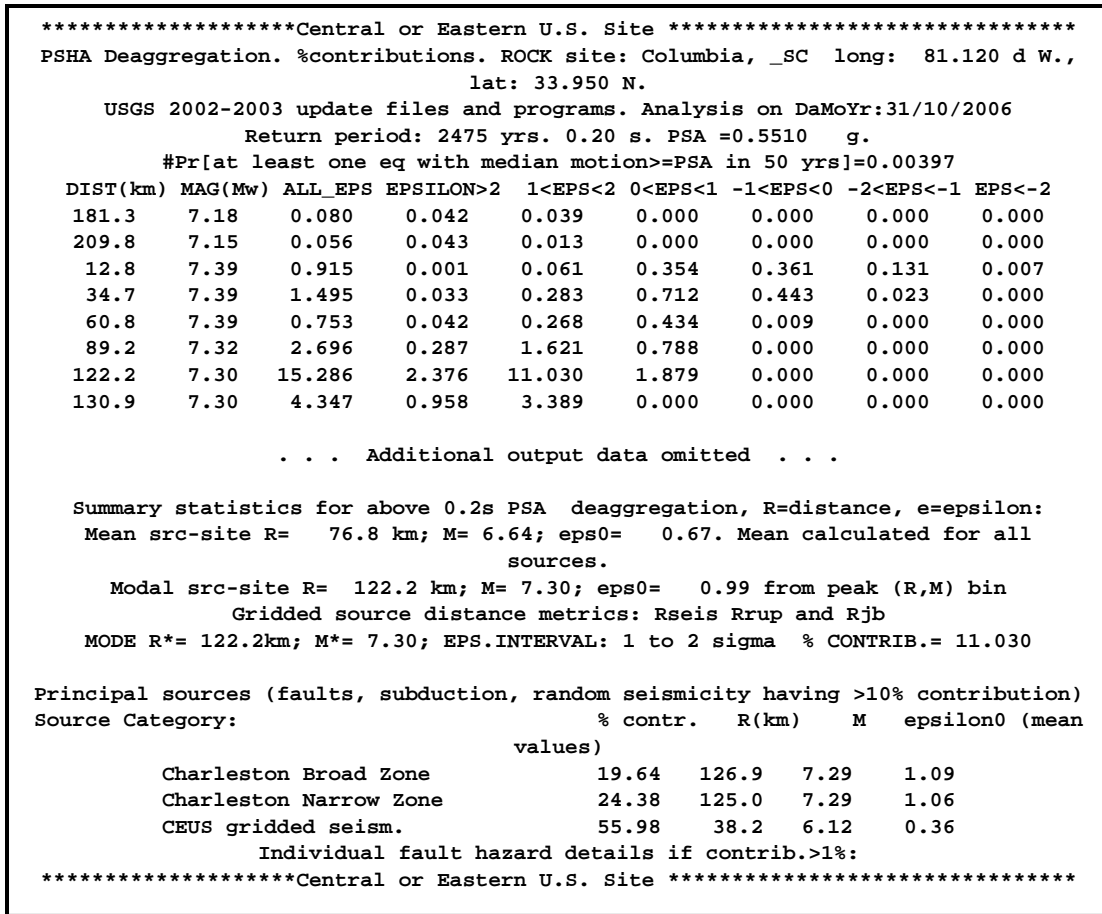 ********************Central or Eastern U.S. Site ********************************
PSHA Deaggregation. %contributions. ROCK site: Columbia, _SC long: 81.120 d W.,
lat: 33.950 N.
USGS 2002-2003 update files and programs. Analysis on DaMoYr:31/10/2006
Return period: 2475 yrs. 0.20 s. PSA =0.5510 g.
#Pr[at least one eq with median motion>=PSA in 50 yrs]=0.00397
DIST(km) MAG(Mw) ALL_EPS EPSILON>2 1<EPS<2 0<EPS<1 -1<EPS<0 -2<EPS<-1 EPS<-2
181.3 7.18 0.080 0.042 0.039 0.000 0.000 0.000 0.000
209.8 7.15 0.056 0.043 0.013 0.000 0.000 0.000 0.000
12.8 7.39 0.915 0.001 0.061 0.354 0.361 0.131 0.007
34.7 7.39 1.495 0.033 0.283 0.712 0.443 0.023 0.000
60.8 7.39 0.753 0.042 0.268 0.434 0.009 0.000 0.000
89.2 7.32 2.696 0.287 1.621 0.788 0.000 0.000 0.000
122.2 7.30 15.286 2.376 11.030 1.879 0.000 0.000 0.000
130.9 7.30 4.347 0.958 3.389 0.000 0.000 0.000 0.000
. . . Additional output data omitted . . .
Summary statistics for above 0.2s PSA deaggregation, R=distance, e=epsilon:
Mean src-site R= 76.8 km; M= 6.64; eps0= 0.67. Mean calculated for all
sources.
Modal src-site R= 122.2 km; M= 7.30; eps0= 0.99 from peak (R,M) bin
Gridded source distance metrics: Rseis Rrup and Rjb
MODE R*= 122.2km; M*= 7.30; EPS.INTERVAL: 1 to 2 sigma % CONTRIB.= 11.030
Principal sources (faults, subduction, random seismicity having >10% contribution)
Source Category: % contr. R(km) M epsilon0 (mean
values)
Charleston Broad Zone 19.64 126.9 7.29 1.09
Charleston Narrow Zone 24.38 125.0 7.29 1.06
CEUS gridded seism. 55.98 38.2 6.12 0.36
Individual fault hazard details if contrib.>1%:
********************Central or Eastern U.S. Site ********************************